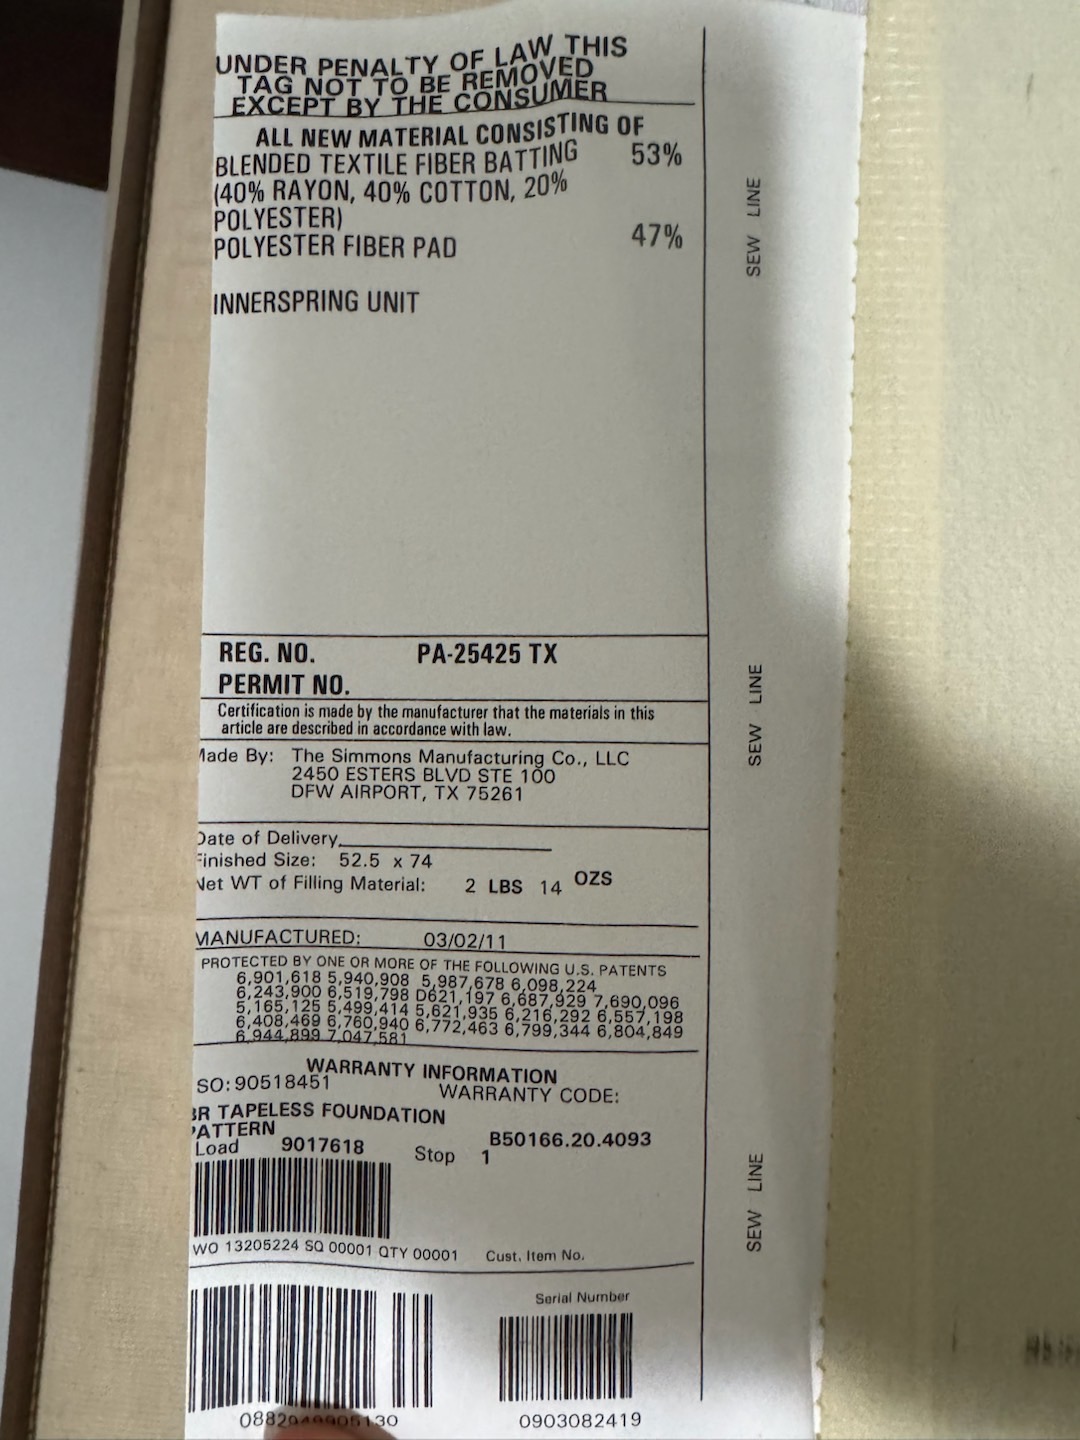 UNDER PENALTY OF LAW THIS
TAG NOT TO BE REMOVED
EXCEPT BY THE CONSUMER
ALL NEW MATERIAL CONSISTING OF
BLENDED TEXTILE FIBER BATTING 53%
(40% RAYON, 40% COTTON, 20%
POLYESTER)
POLYESTER FIBER PAD 47%
INNERSPRING UNIT
REG. NO. PA-25425 TX
PERMIT NO.
Certification is made by the manufacturer that the materials in this
article are described in accordance with law.
Made By: The Simmons Manufacturing Co., LLC
2450 ESTERS BLVD STE 100
DFW AIRPORT, TX 75261
Date of Delivery
Finished Size: 52.5 x 74
Net WT of Filling Material: 2 LBS 14 OZS
MANUFACTURED: 03/02/11
PROTECTED BY ONE OR MORE OF THE FOLLOWING U.S. PATENTS
6,901,618 5,940,908 5,987,678 6,098,224
6,243,900 6,519,798 D621,197 6,687,929 7,690,096
5,165,125 5,499,414 5,621,935 6,216,292 6,557,198
6,408,469 6,760,940 6,772,463 6,799,344 6,804,849
6,944,899 7,047,581
WARRANTY INFORMATION
SO: 90518451 WARRANTY CODE:
BR TAPELESS FOUNDATION
PATTERN B50166.20.4093
Load 9017618 Stop 1
WO 13205224 SQ 00001 QTY 00001 Cust. Item No.
Serial Number
0903082419
SEW LINE
SEW LINE
SEW LINE